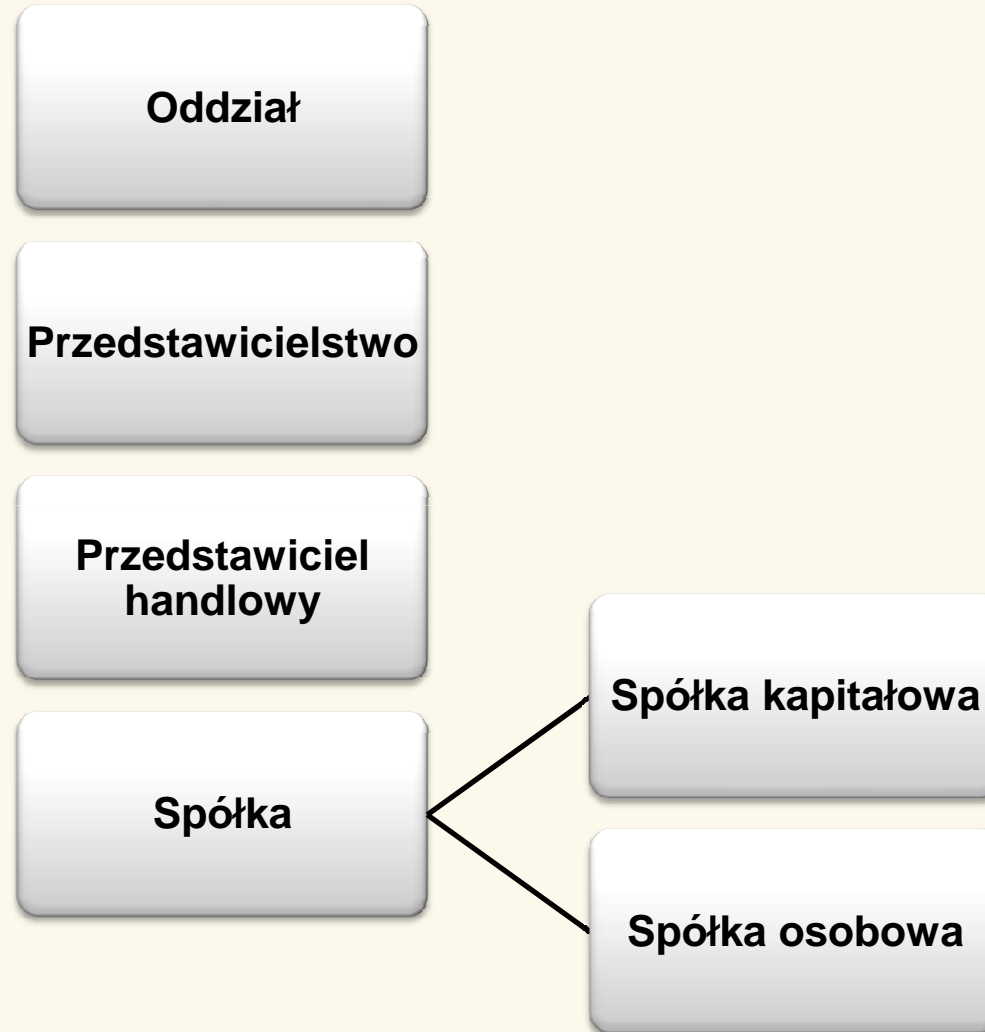 Oddział
Przedstawicielstwo
Przedstawiciel
handlowy
Spółka
Spółka kapitałowa
Spółka osobowa